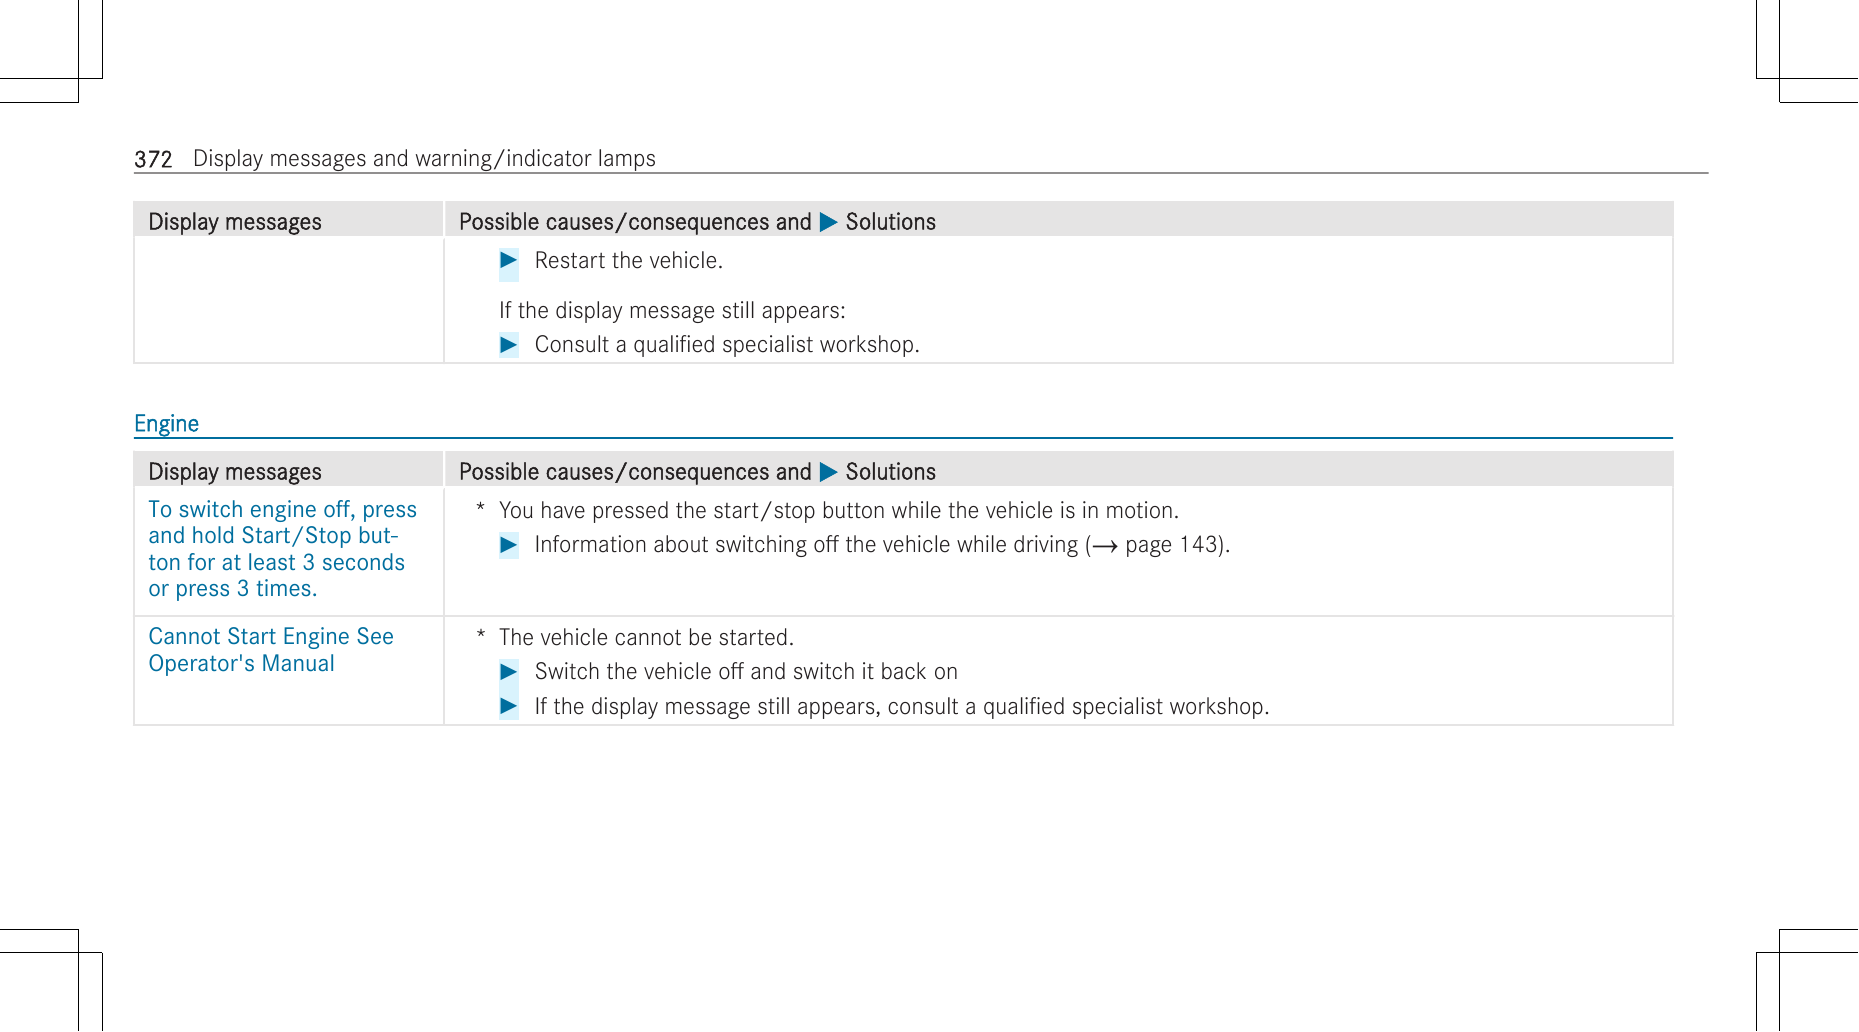 372 Display messages and warning/indicator lamps
Display messages Possible causes/consequences and ▶ Solutions
▶ Restart the vehicle.
If the display message still appears:
▶ Consult a qualified specialist workshop.
Engine
Display messages Possible causes/consequences and ▶ Solutions
To switch engine off, press
and hold Start/Stop but-
ton for at least 3 seconds
or press 3 times.
* You have pressed the start/stop button while the vehicle is in motion.
▶ Information about switching off the vehicle while driving (→ page 143).
Cannot Start Engine See
Operator's Manual
* The vehicle cannot be started.
▶ Switch the vehicle off and switch it back on
▶ If the display message still appears, consult a qualified specialist workshop.